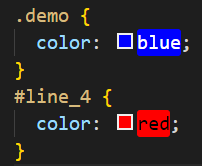 .demo {
color: blue;
}
#line_4 {
color: red;
}